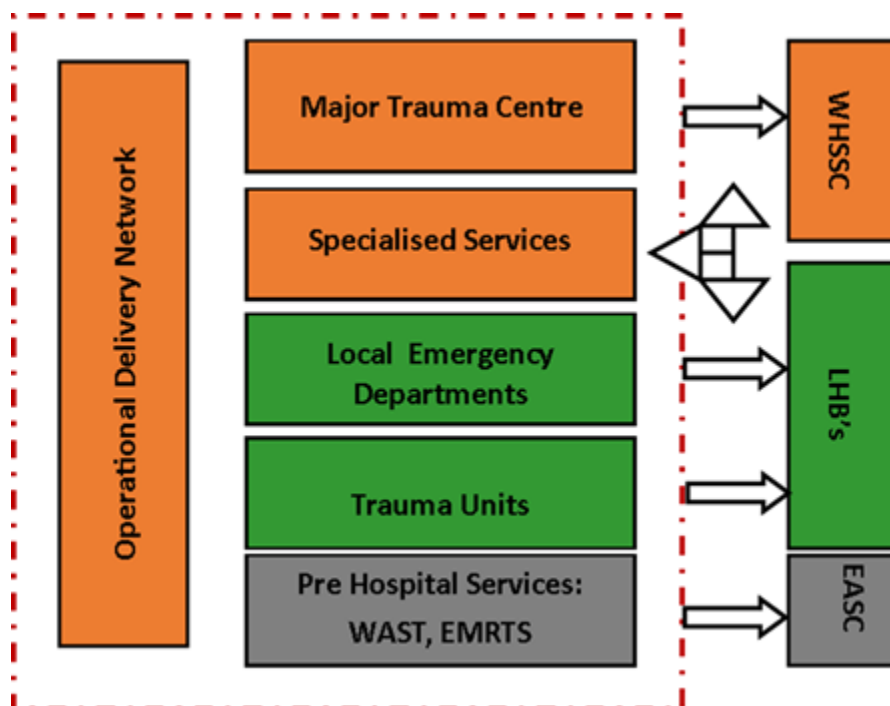 Operational Delivery Network
Major Trauma Centre
Specialised Services
Local Emergency
Departments
Trauma Units
Pre Hospital Services:
WAST, EMRTS
WHSSC
LHB's
EASC